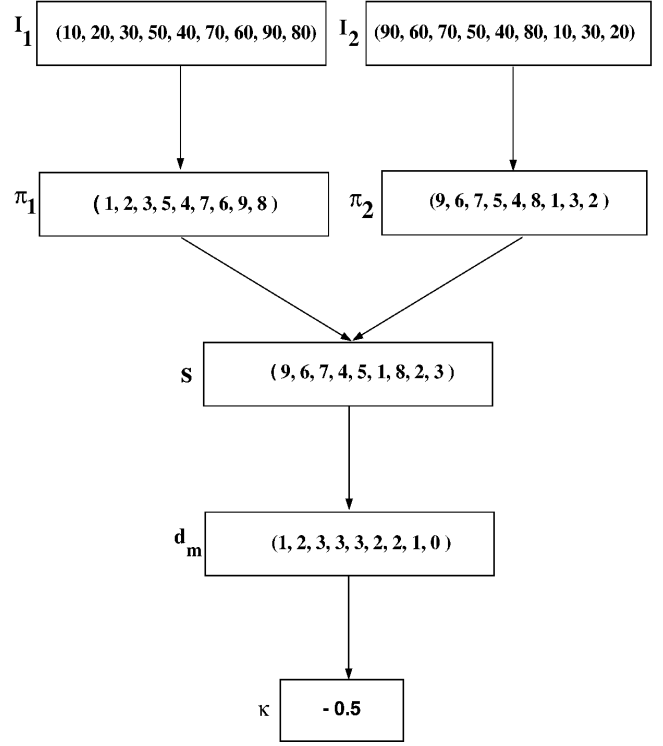 I1 (10, 20, 30, 50, 40, 70, 60, 90, 80)
I2 (90, 60, 70, 50, 40, 80, 10, 30, 20)
π1 ( 1, 2, 3, 5, 4, 7, 6, 9, 8 )
π2 (9, 6, 7, 5, 4, 8, 1, 3, 2 )
s ( 9, 6, 7, 4, 5, 1, 8, 2, 3 )
dm (1, 2, 3, 3, 3, 2, 2, 1, 0 )
κ - 0.5